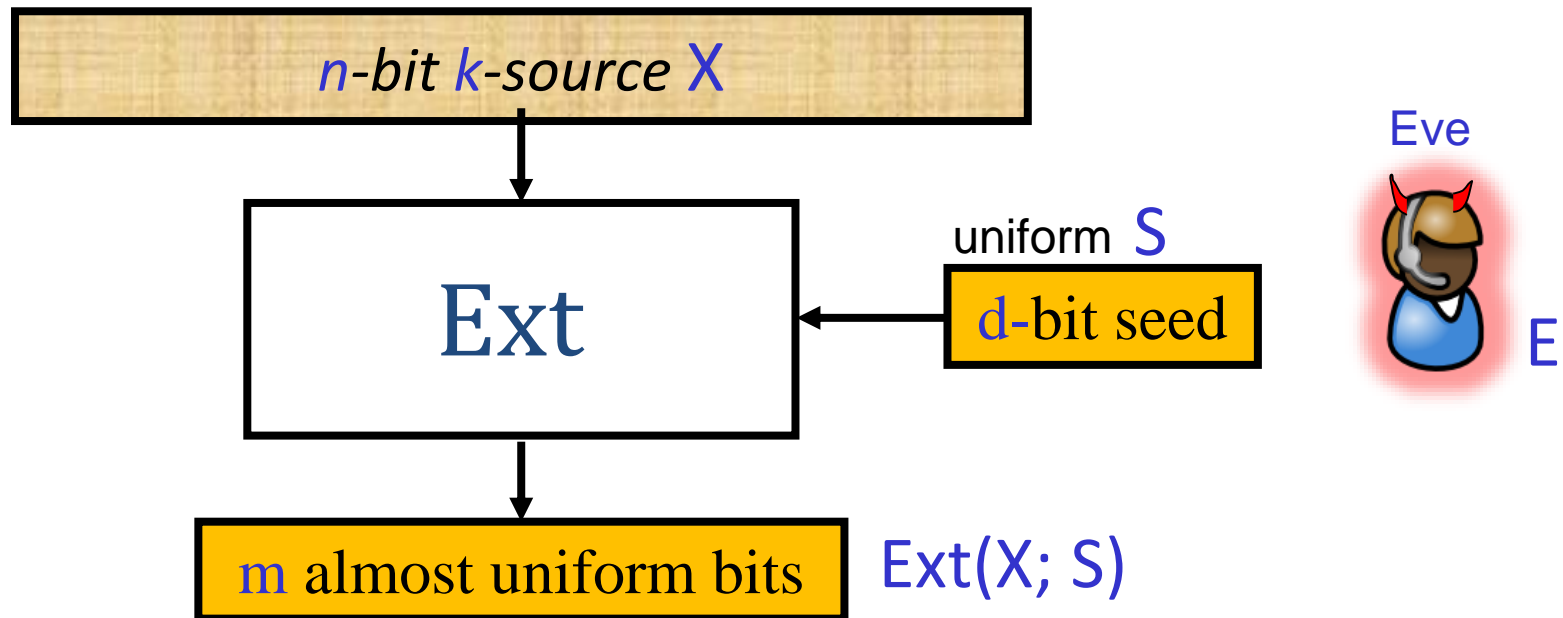 n-bit k-source X
Eve
uniform S
Ext
d-bit seed
E
m almost uniform bits
Ext(X; S)